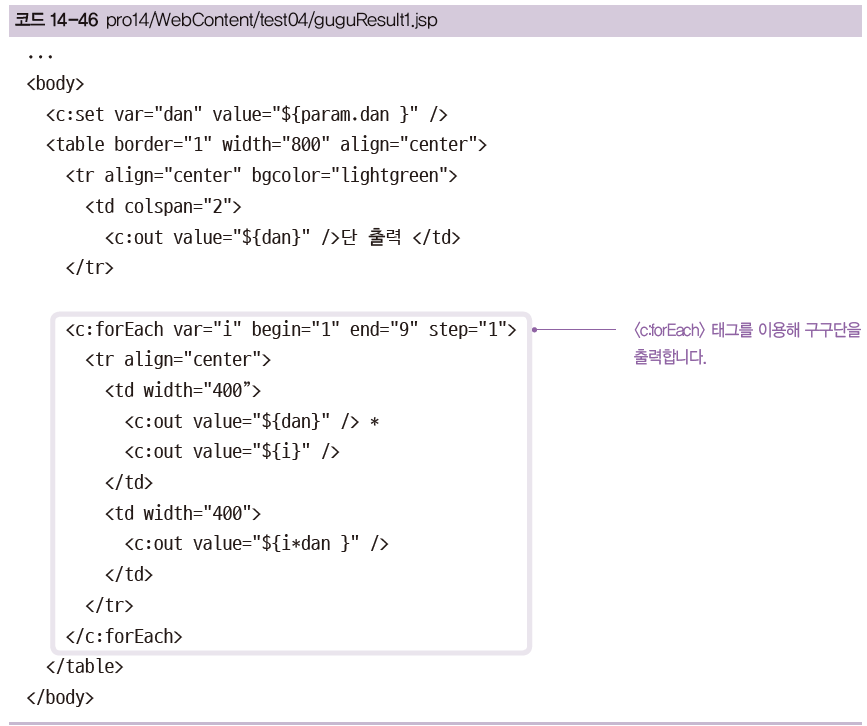 코드 14-46 pro14/WebContent/test04/guguResult1.jsp
...
<body>
  <c:set var="dan" value="${param.dan }" />
  <table border="1" width="800" align="center">
    <tr align="center" bgcolor="lightgreen">
      <td colspan="2">
        <c:out value="${dan}" />단 출력 </td>
    </tr>
    <c:forEach var="i" begin="1" end="9" step="1">
      <tr align="center">
        <td width="400”>
          <c:out value="${dan}" /> *
          <c:out value="${i}" />
        </td>
        <td width="400">
          <c:out value="${i*dan }" />
        </td>
      </tr>
    </c:forEach>
  </table>
</body>
〈c:forEach〉 태그를 이용해 구구단을
출력합니다.